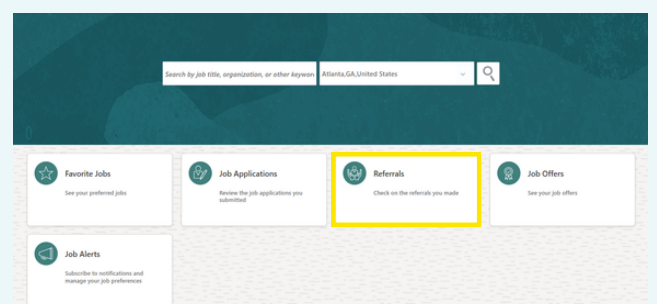 Search by job title, organization, or other keywon
Atlanta,GA,United States
Favorite Jobs
See your preferred jobs
Job Applications
Review the job applications you
submitted
Referrals
Check on the referrals you made
Job Offers
See your job offers
Job Alerts
Subscribe to notifications and
manage your job preferences